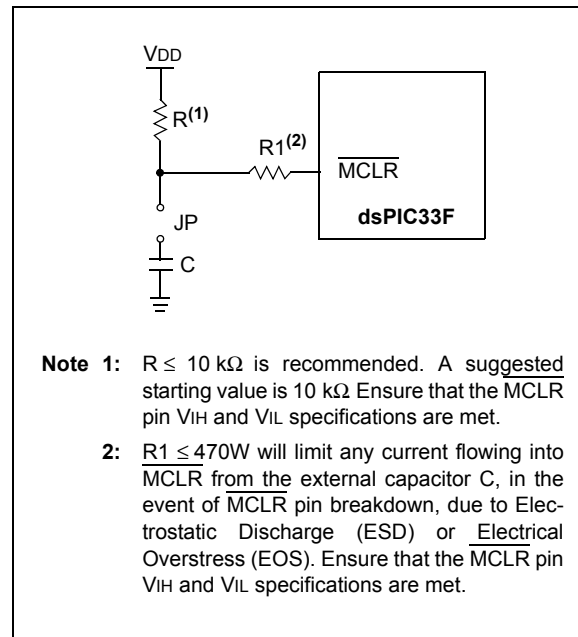 VDD
R(1)
R1(2)
MCLR
JP
dsPIC33F
C
Note 1: R ≤ 10 kΩ is recommended. A suggested
starting value is 10 kΩ Ensure that the MCLR
pin VIH and VIL specifications are met.
2: R1 ≤ 470W will limit any current flowing into
MCLR from the external capacitor C, in the
event of MCLR pin breakdown, due to Elec-
trostatic Discharge (ESD) or Electrical
Overstress (EOS). Ensure that the MCLR pin
VIH and VIL specifications are met.